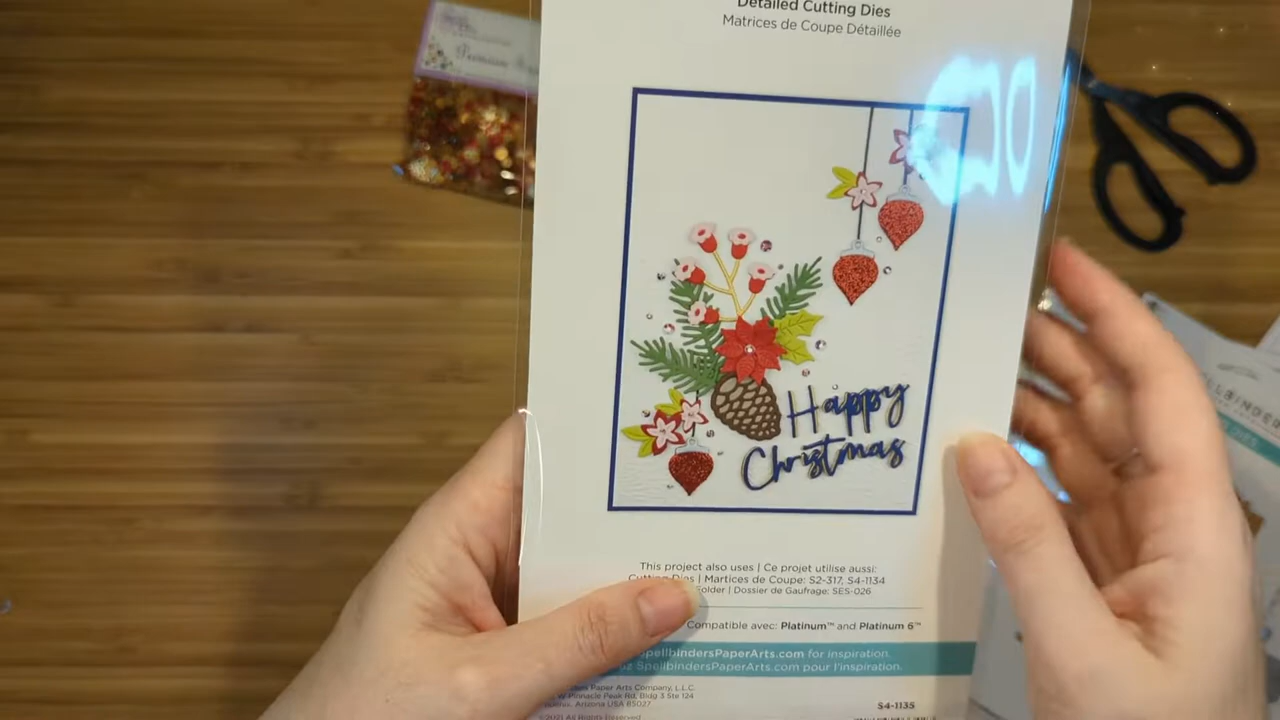 Detailed Cutting Dies
Matrices de Coupe Détaillée
Happy
Christmas
This project also uses | Ce projet utilise aussi:
Cutting Dies | Martices de Coupe: S2-317, S4-1134
Folder | Dossier de Gaufrage: SES-026
Compatible avec: Platinum™ and Platinum 6™
SpellbindersPaperArts.com for inspiration.
SpellbindersPaperArts.com pour l'inspiration.
Paper Arts Company, L.L.C.
W Pinnacle Peak Rd, Bldg 3 Ste 124
Arizona USA 85027
©2021 All Rights Reserved
S4-1135